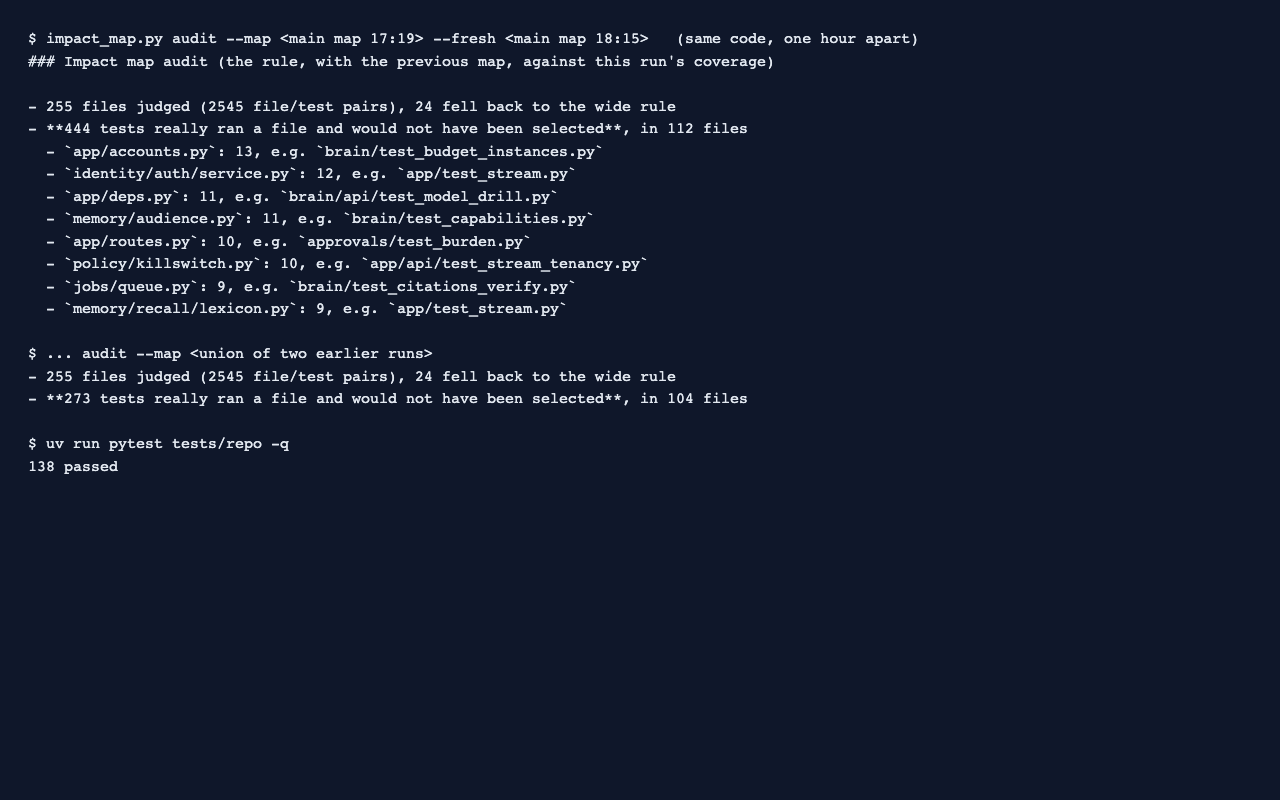 $ impact_map.py audit --map <main map 17:19> --fresh <main map 18:15>   (same code, one hour apart)
### Impact map audit (the rule, with the previous map, against this run's coverage)
- 255 files judged (2545 file/test pairs), 24 fell back to the wide rule
- **444 tests really ran a file and would not have been selected**, in 112 files
  - `app/accounts.py`: 13, e.g. `brain/test_budget_instances.py`
  - `identity/auth/service.py`: 12, e.g. `app/test_stream.py`
  - `app/deps.py`: 11, e.g. `brain/api/test_model_drill.py`
  - `memory/audience.py`: 11, e.g. `brain/test_capabilities.py`
  - `app/routes.py`: 10, e.g. `approvals/test_burden.py`
  - `policy/killswitch.py`: 10, e.g. `app/api/test_stream_tenancy.py`
  - `jobs/queue.py`: 9, e.g. `brain/test_citations_verify.py`
  - `memory/recall/lexicon.py`: 9, e.g. `app/test_stream.py`
$ ... audit --map <union of two earlier runs>
- 255 files judged (2545 file/test pairs), 24 fell back to the wide rule
- **273 tests really ran a file and would not have been selected**, in 104 files
$ uv run pytest tests/repo -q
138 passed